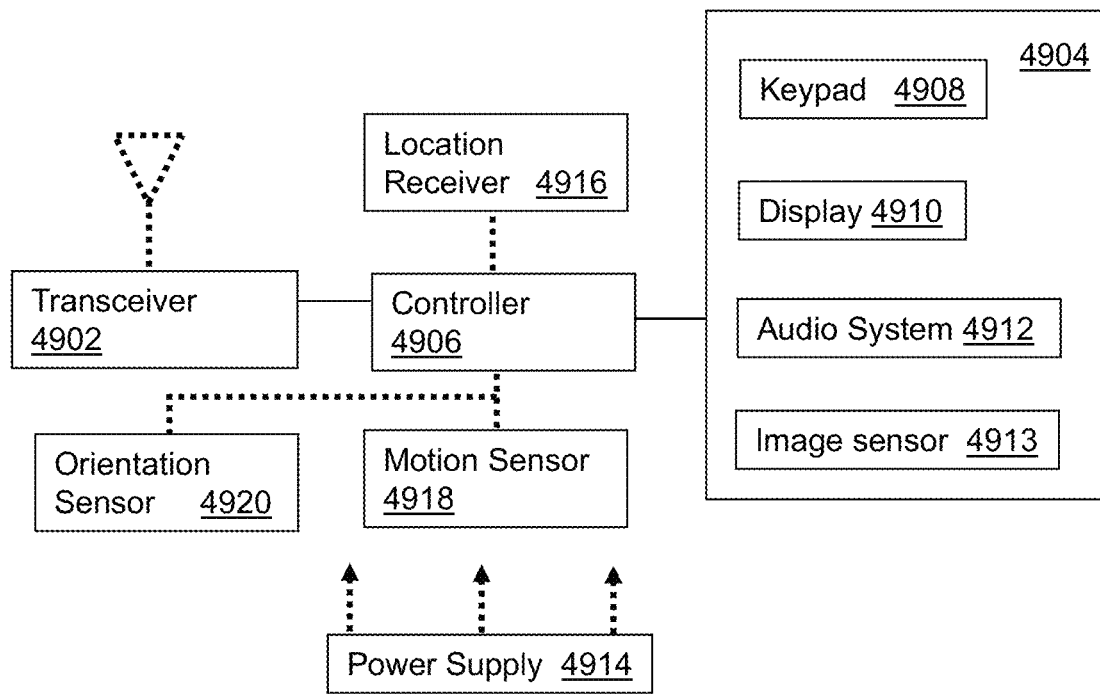 4904
Keypad 4908
Location
Receiver 4916
Display 4910
Transceiver
4902
Controller
4906
Audio System 4912
Orientation
Sensor 4920
Motion Sensor
4918
Image sensor 4913
Power Supply 4914